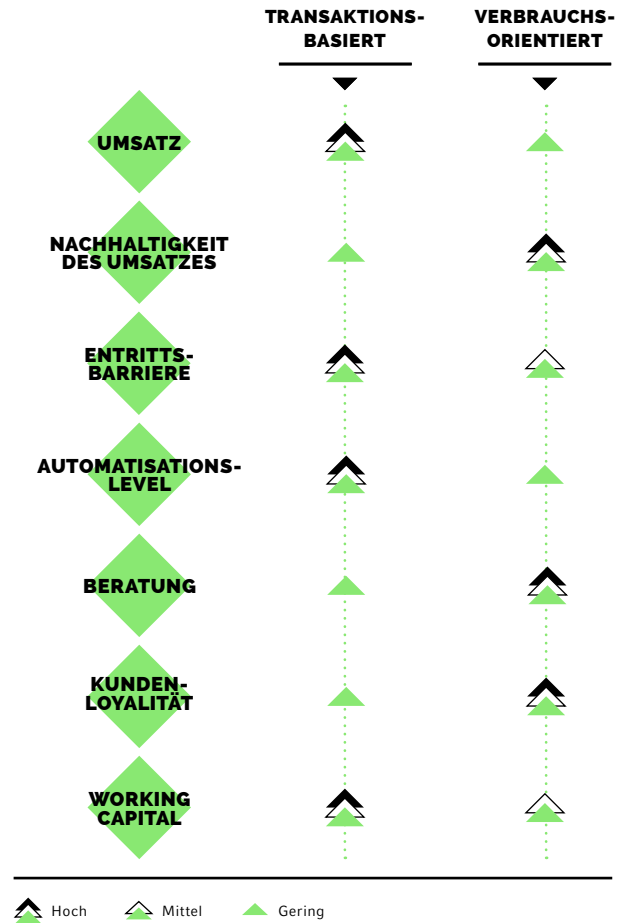 TRANSAKTIONS-
BASIERT
VERBRAUCHS-
ORIENTIERT
UMSATZ
NACHHALTIGKEIT
DES UMSATZES
ENTRITTS-
BARRIERE
AUTOMATISATIONS-
LEVEL
BERATUNG
KUNDEN-
LOYALITÄT
WORKING
CAPITAL
Hoch
Mittel
Gering